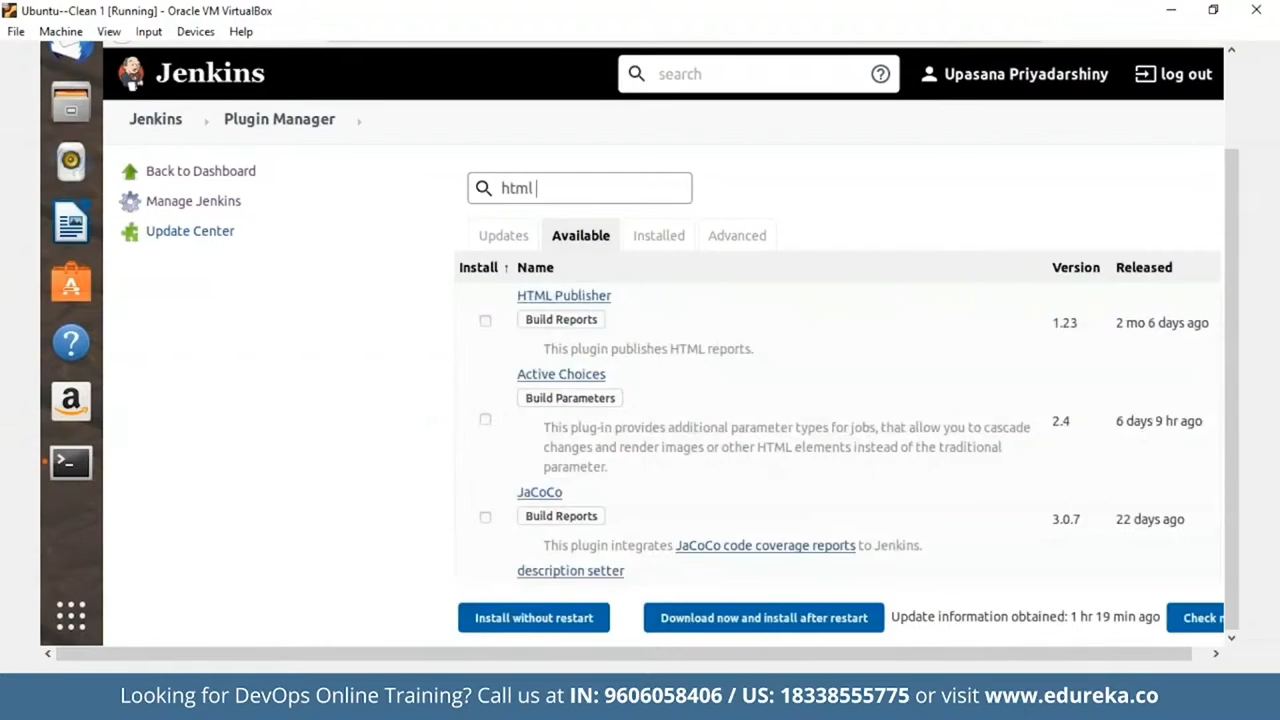 Ubuntu--Clean 1 [Running] - Oracle VM VirtualBox
File Machine View Input Devices Help
Jenkins
search
Upasana Priyadarshiny
log out
Jenkins
Plugin Manager
Back to Dashboard
Manage Jenkins
Update Center
html
Updates
Available
Installed
Advanced
Install ↑ Name Version Released
HTML Publisher
Build Reports
1.23 2 mo 6 days ago
This plugin publishes HTML reports.
Active Choices
Build Parameters
This plug-in provides additional parameter types for jobs, that allow you to cascade
changes and render images or other HTML elements instead of the traditional
parameter.
2.4 6 days 9 hr ago
JaCoCo
Build Reports
3.0.7 22 days ago
This plugin integrates JaCoCo code coverage reports to Jenkins.
description setter
Install without restart
Download now and install after restart
Update information obtained: 1 hr 19 min ago
Check
Looking for DevOps Online Training? Call us at IN: 9606058406 / US: 18338555775 or visit www.edureka.co